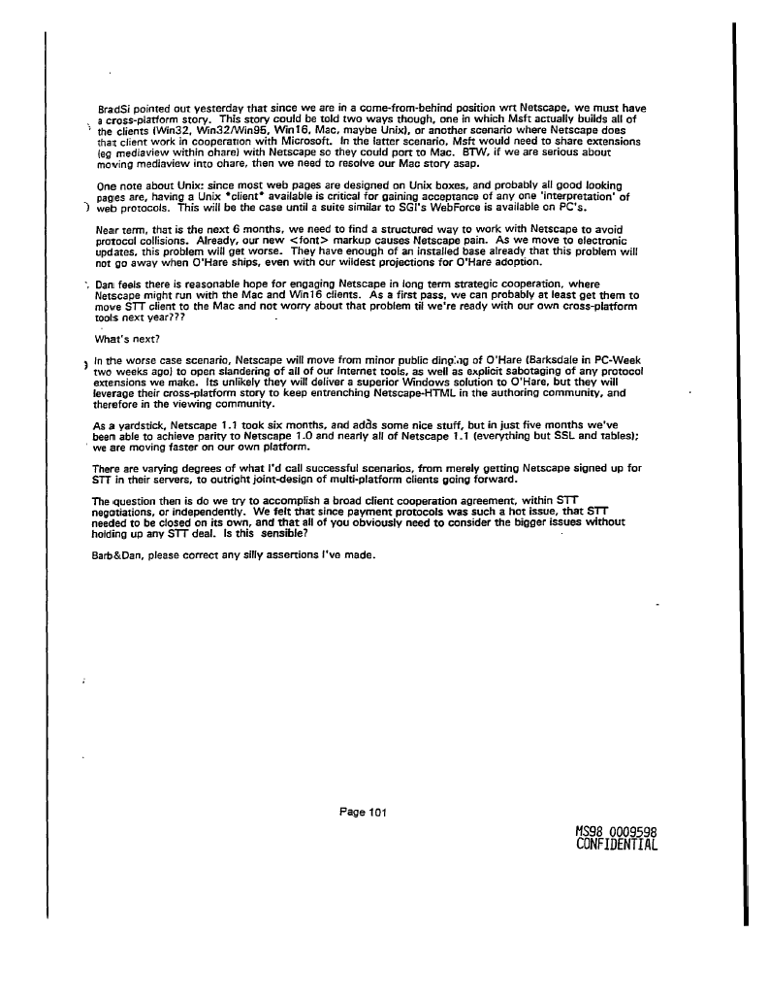 BradSi pointed out yesterday that since we are in a come-from-behind position wrt Netscape, we must have
a cross-platform story. This story could be told two ways though, one in which Msft actually builds all of
the clients (Win32, Win32/Win95, Win16, Mac, maybe Unix), or another scenario where Netscape does
that client work in cooperation with Microsoft. In the latter scenario, Msft would need to share extensions
(eg mediaview within ohare) with Netscape so they could port to Mac. BTW, if we are serious about
moving mediaview into ohare, then we need to resolve our Mac story asap.
One note about Unix: since most web pages are designed on Unix boxes, and probably all good looking
pages are, having a Unix *client* available is critical for gaining acceptance of any one 'interpretation' of
web protocols. This will be the case until a suite similar to SGI's WebForce is available on PC's.
Near term, that is the next 6 months, we need to find a structured way to work with Netscape to avoid
protocol collisions. Already, our new <font> markup causes Netscape pain. As we move to electronic
updates, this problem will get worse. They have enough of an installed base already that this problem will
not go away when O'Hare ships, even with our wildest projections for O'Hare adoption.
Dan feels there is reasonable hope for engaging Netscape in long term strategic cooperation, where
Netscape might run with the Mac and Win16 clients. As a first pass, we can probably at least get them to
move STT client to the Mac and not worry about that problem til we're ready with our own cross-platform
tools next year???
What's next?
In the worse case scenario, Netscape will move from minor public dinging of O'Hare (Barksdale in PC-Week
two weeks ago) to open slandering of all of our Internet tools, as well as explicit sabotaging of any protocol
extensions we make. Its unlikely they will deliver a superior Windows solution to O'Hare, but they will
leverage their cross-platform story to keep entrenching Netscape-HTML in the authoring community, and
therefore in the viewing community.
As a yardstick, Netscape 1.1 took six months, and adds some nice stuff, but in just five months we've
been able to achieve parity to Netscape 1.0 and nearly all of Netscape 1.1 (everything but SSL and tables);
we are moving faster on our own platform.
There are varying degrees of what I'd call successful scenarios, from merely getting Netscape signed up for
STT in their servers, to outright joint-design of multi-platform clients going forward.
The question then is do we try to accomplish a broad client cooperation agreement, within STT
negotiations, or independently. We felt that since payment protocols was such a hot issue, that STT
needed to be closed on its own, and that all of you obviously need to consider the bigger issues without
holding up any STT deal. Is this sensible?
Barb&Dan, please correct any silly assertions I've made.
Page 101
MS98 0009598
CONFIDENTIAL